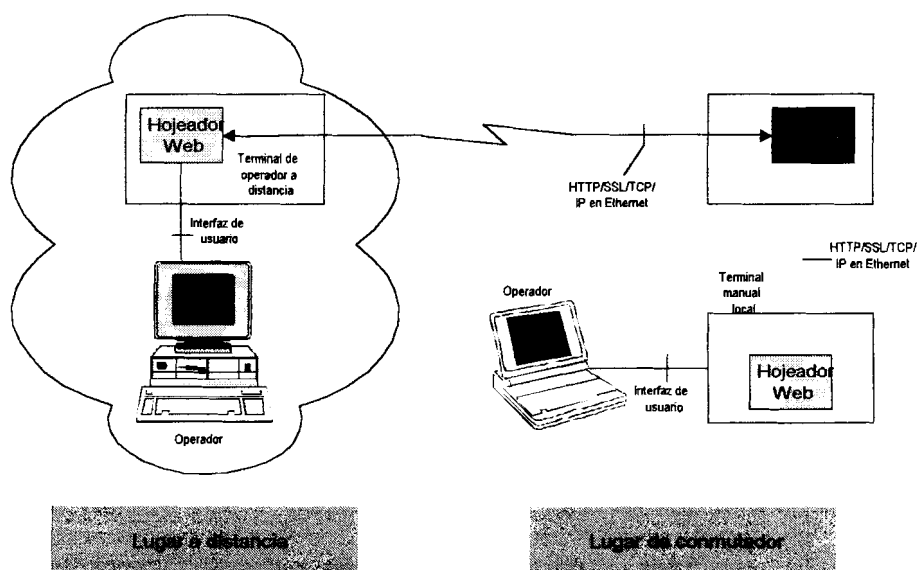 Hojeador
Web
Terminal de
operador a
distancia
HTTP/SSL/TCP/
IP en Ethernet
Interfaz de
usuario
HTTP/SSL/TCP/
IP en Ethernet
Operador
Terminal
manual
local
Hojeador
Web
Interfaz de
usuario
Operador
Lugar a distancia
Lugar de conmutador